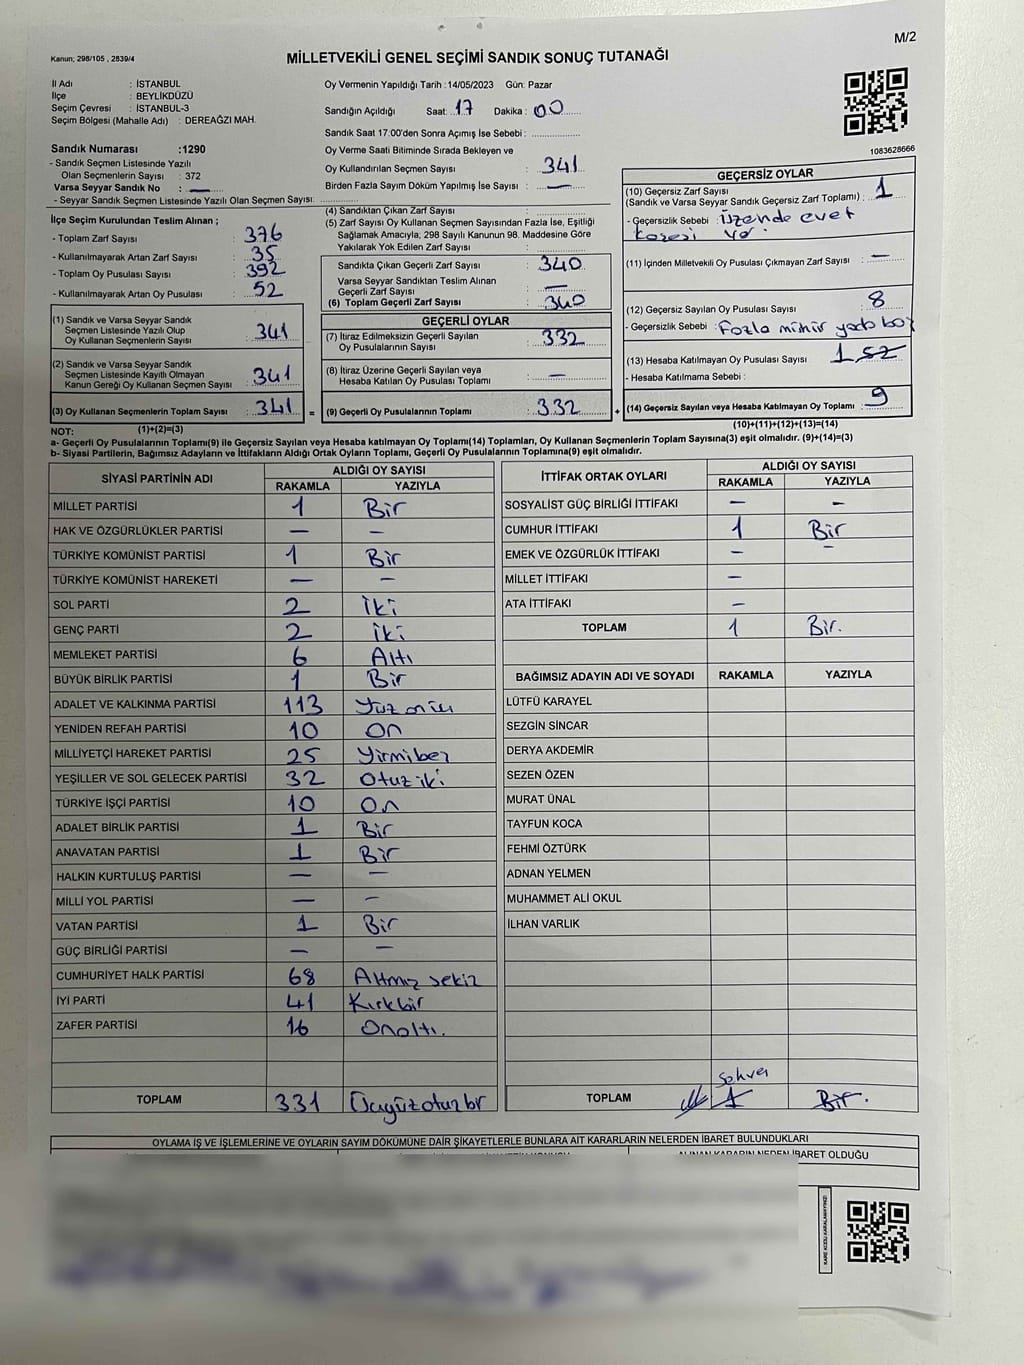 M/2
Kanun, 298/105 , 2839/4
MİLLETVEKİLİ GENEL SEÇİMİ SANDIK SONUÇ TUTANAĞI
İl Adı : İSTANBUL
İlçe : BEYLİKDÜZÜ
Seçim Çevresi : İSTANBUL-3
Seçim Bölgesi (Mahalle Adı) : DEREAĞZI MAH.
Sandık Numarası :1290
- Sandık Seçmen Listesinde Yazılı
Olan Seçmenlerin Sayısı : 372
Varsa Seyyar Sandık No : —
- Seyyar Sandık Seçmen Listesinde Yazılı Olan Seçmen Sayısı:
Oy Vermenin Yapıldığı Tarih : 14/05/2023 Gün: Pazar
Sandığın Açıldığı Saat: 17 Dakika : 00
Sandık Saat 17:00'den Sonra Açımış İse Sebebi :
Oy Verme Saati Bitiminde Sırada Bekleyen ve
Oy Kullandırılan Seçmen Sayısı : 341
Birden Fazla Sayım Döküm Yapılmış İse Sayısı : —
1083628666
İlçe Seçim Kurulundan Teslim Alınan ;
- Toplam Zarf Sayısı : 376
- Kullanılmayarak Artan Zarf Sayısı : 35
- Toplam Oy Pusulası Sayısı : 392
- Kullanılmayarak Artan Oy Pusulası : 52
(1) Sandık ve Varsa Seyyar Sandık
Seçmen Listesinde Yazılı Olup
Oy Kullanan Seçmenlerin Sayısı : 341
(2) Sandık ve Varsa Seyyar Sandık
Seçmen Listesinde Kayıtlı Olmayan
Kanun Gereği Oy Kullanan Seçmen Sayısı : 341
(3) Oy Kullanan Seçmenlerin Toplam Sayısı : 341 =
(1)+(2)=(3)
(4) Sandıktan Çıkan Zarf Sayısı :
(5) Zarf Sayısı Oy Kullanan Seçmen Sayısından Fazla İse, Eşitliği
Sağlamak Amacıyla, 298 Sayılı Kanunun 98. Maddesine Göre
Yakılarak Yok Edilen Zarf Sayısı :
Sandıkta Çıkan Geçerli Zarf Sayısı : 340
Varsa Seyyar Sandıktan Teslim Alınan
Geçerli Zarf Sayısı : —
(6) Toplam Geçerli Zarf Sayısı : 340
GEÇERLİ OYLAR
(7) İtiraz Edilmeksizin Geçerli Sayılan
Oy Pusulalarının Sayısı : 332
(8) İtiraz Üzerine Geçerli Sayılan veya
Hesaba Katılan Oy Pusulası Toplamı : —
(9) Geçerli Oy Pusulalarının Toplamı : 332 +
GEÇERSİZ OYLAR
(10) Geçersiz Zarf Sayısı
(Sandık ve Varsa Seyyar Sandık Geçersiz Zarf Toplamı) : 1
- Geçersizlik Sebebi : üzerinde evet
(11) İçinden Milletvekili Oy Pusulası Çıkmayan Zarf Sayısı : —
(12) Geçersiz Sayılan Oy Pusulası Sayısı : 8
- Geçersizlik Sebebi : Fazla mühür yada boş
(13) Hesaba Katılmayan Oy Pusulası Sayısı :
- Hesaba Katılmama Sebebi :
(14) Geçersiz Sayılan veya Hesaba Katılmayan Oy Toplamı : 9
(10)+(11)+(12)+(13)=(14)
NOT:
a- Geçerli Oy Pusulalarının Toplamı(9) ile Geçersiz Sayılan veya Hesaba katılmayan Oy Toplamı(14) Toplamları, Oy Kullanan Seçmenlerin Toplam Sayısına(3) eşit olmalıdır. (9)+(14)=(3)
b- Siyasi Partilerin, Bağımsız Adayların ve İttifakların Aldığı Ortak Oyların Toplamı, Geçerli Oy Pusulalarının Toplamına(9) eşit olmalıdır.
SİYASİ PARTİNİN ADI ALDIĞI OY SAYISI
RAKAMLA YAZIYLA
MİLLET PARTİSİ 1 Bir
HAK VE ÖZGÜRLÜKLER PARTİSİ — —
TÜRKİYE KOMÜNİST PARTİSİ 1 Bir
TÜRKİYE KOMÜNİST HAREKETİ — —
SOL PARTİ 2 İki
GENÇ PARTİ 2 İki
MEMLEKET PARTİSİ 6 Altı
BÜYÜK BİRLİK PARTİSİ 1 Bir
ADALET VE KALKINMA PARTİSİ 113 Yüz onüç
YENİDEN REFAH PARTİSİ 10 On
MİLLİYETÇİ HAREKET PARTİSİ 25 Yirmibeş
YEŞİLLER VE SOL GELECEK PARTİSİ 32 Otuz iki
TÜRKİYE İŞÇİ PARTİSİ 10 On
ADALET BİRLİK PARTİSİ 1 Bir
ANAVATAN PARTİSİ 1 Bir
HALKIN KURTULUŞ PARTİSİ — —
MİLLİ YOL PARTİSİ — —
VATAN PARTİSİ 1 Bir
GÜÇ BİRLİĞİ PARTİSİ — —
CUMHURİYET HALK PARTİSİ 68 Altmış sekiz
İYİ PARTİ 41 Kırkbir
ZAFER PARTİSİ 16 Onaltı.
TOPLAM 331 Üçyüzotuzbir
İTTİFAK ORTAK OYLARI ALDIĞI OY SAYISI
RAKAMLA YAZIYLA
SOSYALİST GÜÇ BİRLİĞİ İTTİFAKI — —
CUMHUR İTTİFAKI 1 Bir
EMEK VE ÖZGÜRLÜK İTTİFAKI — —
MİLLET İTTİFAKI —
ATA İTTİFAKI —
TOPLAM 1 Bir.
BAĞIMSIZ ADAYIN ADI VE SOYADI RAKAMLA YAZIYLA
LÜTFÜ KARAYEL
SEZGİN SİNCAR
DERYA AKDEMİR
SEZEN ÖZEN
MURAT ÜNAL
TAYFUN KOCA
FEHMİ ÖZTÜRK
ADNAN YELMEN
MUHAMMET ALİ OKUL
İLHAN VARLIK
TOPLAM 1 Bir.
OYLAMA İŞ VE İŞLEMLERİNE VE OYLARIN SAYIM DÖKÜMÜNE DAİR ŞİKAYETLERLE BUNLARA AİT KARARLARIN NELERDEN İBARET BULUNDUKLARI
ALINAN KARARIN NEDEN İBARET OLDUĞU
KARE KODU KARALAMAYINIZ!